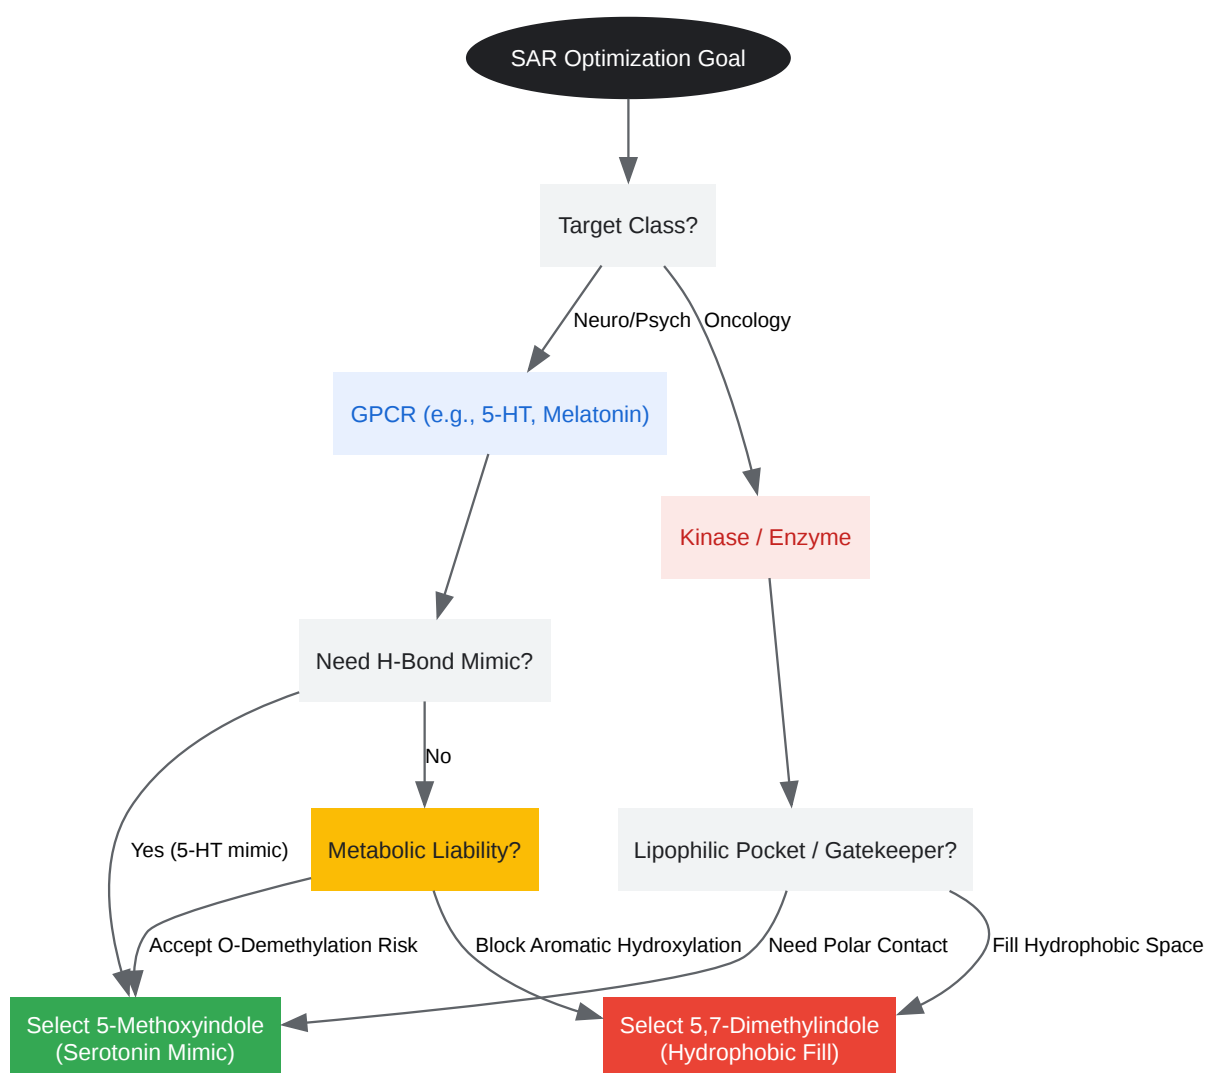 SAR Optimization Goal
Target Class?
Neuro/Psych
Oncology
GPCR (e.g., 5-HT, Melatonin)
Kinase / Enzyme
Need H-Bond Mimic?
No
Yes (5-HT mimic)
Metabolic Liability?
Lipophilic Pocket / Gatekeeper?
Accept O-Demethylation Risk
Block Aromatic Hydroxylation
Need Polar Contact
Fill Hydrophobic Space
Select 5-Methoxyindole
(Serotonin Mimic)
Select 5,7-Dimethylindole
(Hydrophobic Fill)